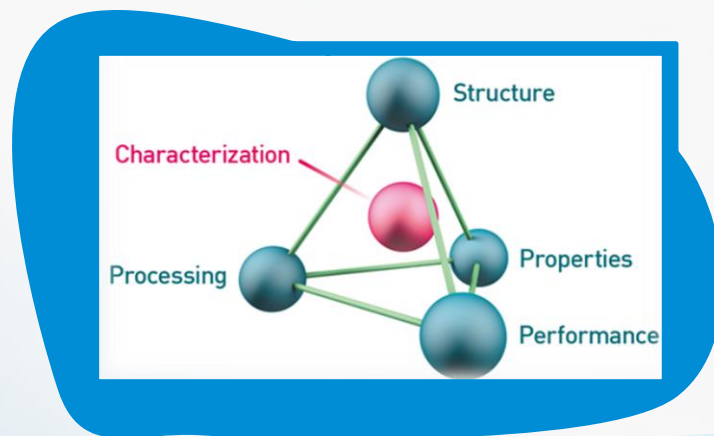 Structure
Characterization
Properties
Processing
Performance